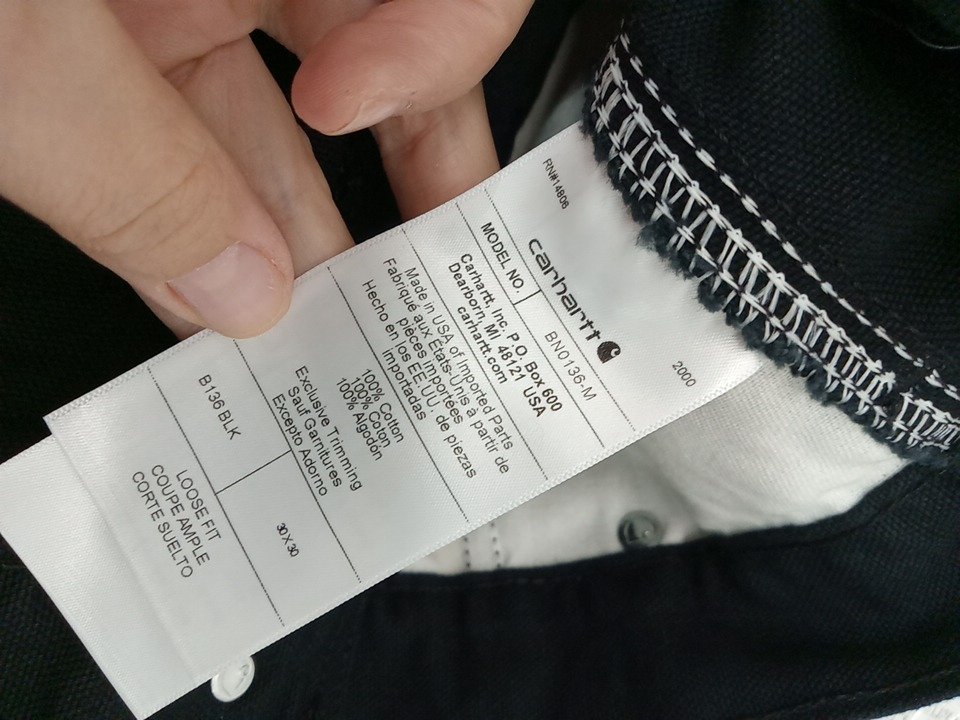 RN#14806
2000
carhartt
MODEL NO.
BN0136-M
Carhartt, Inc. P.O. Box 600
Dearborn, MI 48121 USA
carhartt.com
Made in USA of Imported Parts
Fabriqué aux États-Unis à partir de
pièces importées
Hecho en los EE.UU. de piezas
importadas
100% Cotton
100% Coton
100% Algodón
Exclusive Trimming
Sauf Garnitures
Excepto Adorno
B136 BLK
30X30
LOOSE FIT
COUPE AMPLE
CORTE SUELTO